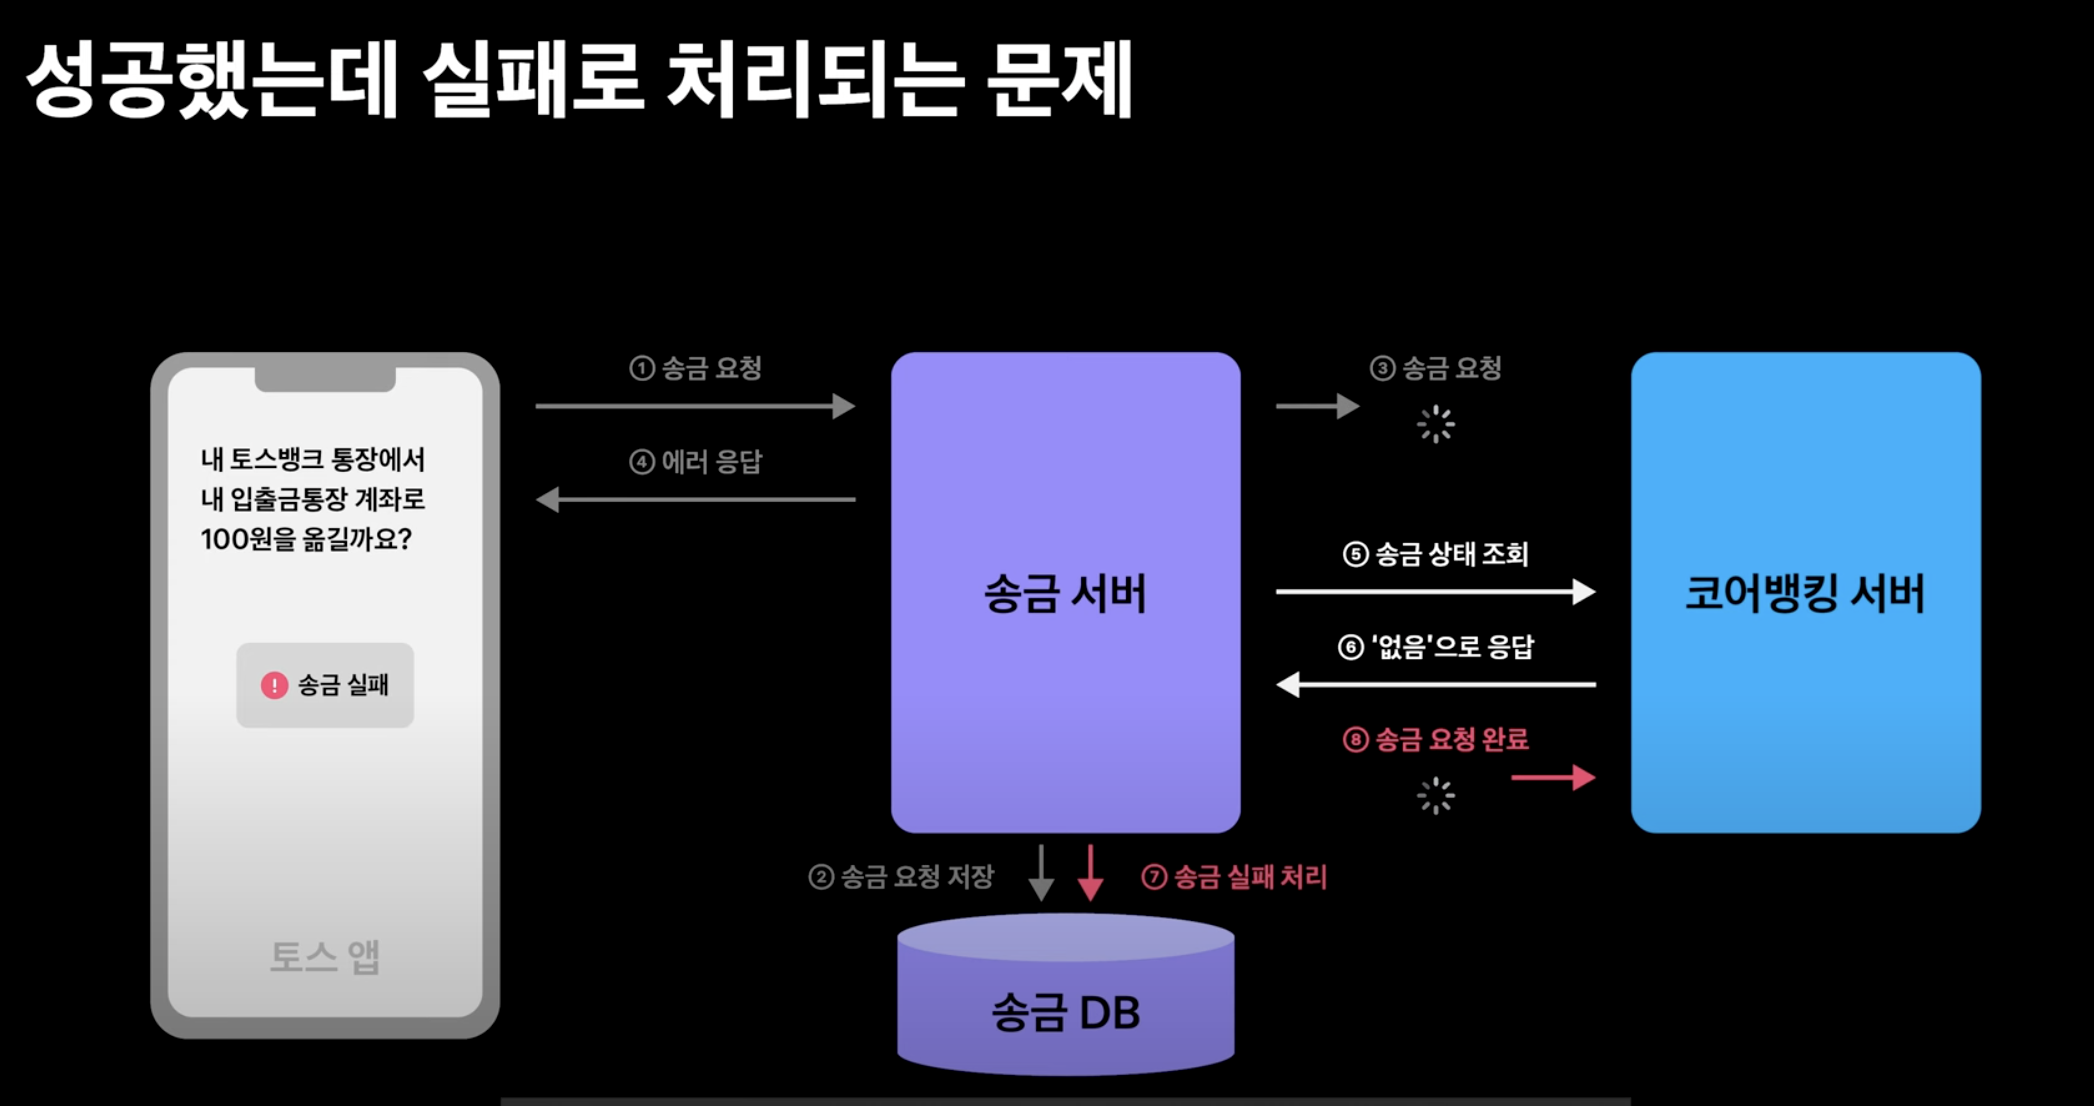 성공했는데 실패로 처리되는 문제
① 송금 요청
③ 송금 요청
내 토스뱅크 통장에서
내 입출금통장 계좌로
100원을 옮길까요?
④ 에러 응답
⑤ 송금 상태 조회
송금 서버
코어뱅킹 서버
⑥ '없음'으로 응답
! 송금 실패
⑧ 송금 요청 완료
② 송금 요청 저장
⑦ 송금 실패 처리
토스 앱
송금 DB